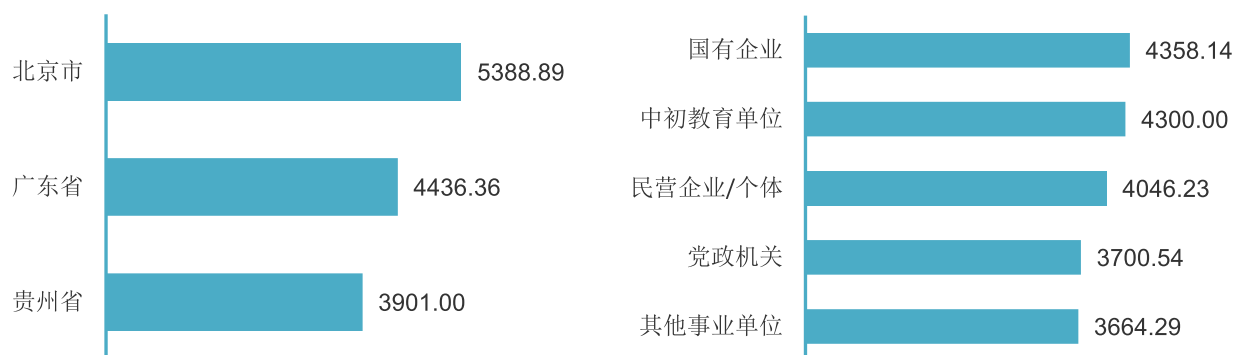 北京市 5388.89
广东省 4436.36
贵州省 3901.00
国有企业 4358.14
中初教育单位 4300.00
民营企业/个体 4046.23
党政机关 3700.54
其他事业单位 3664.29